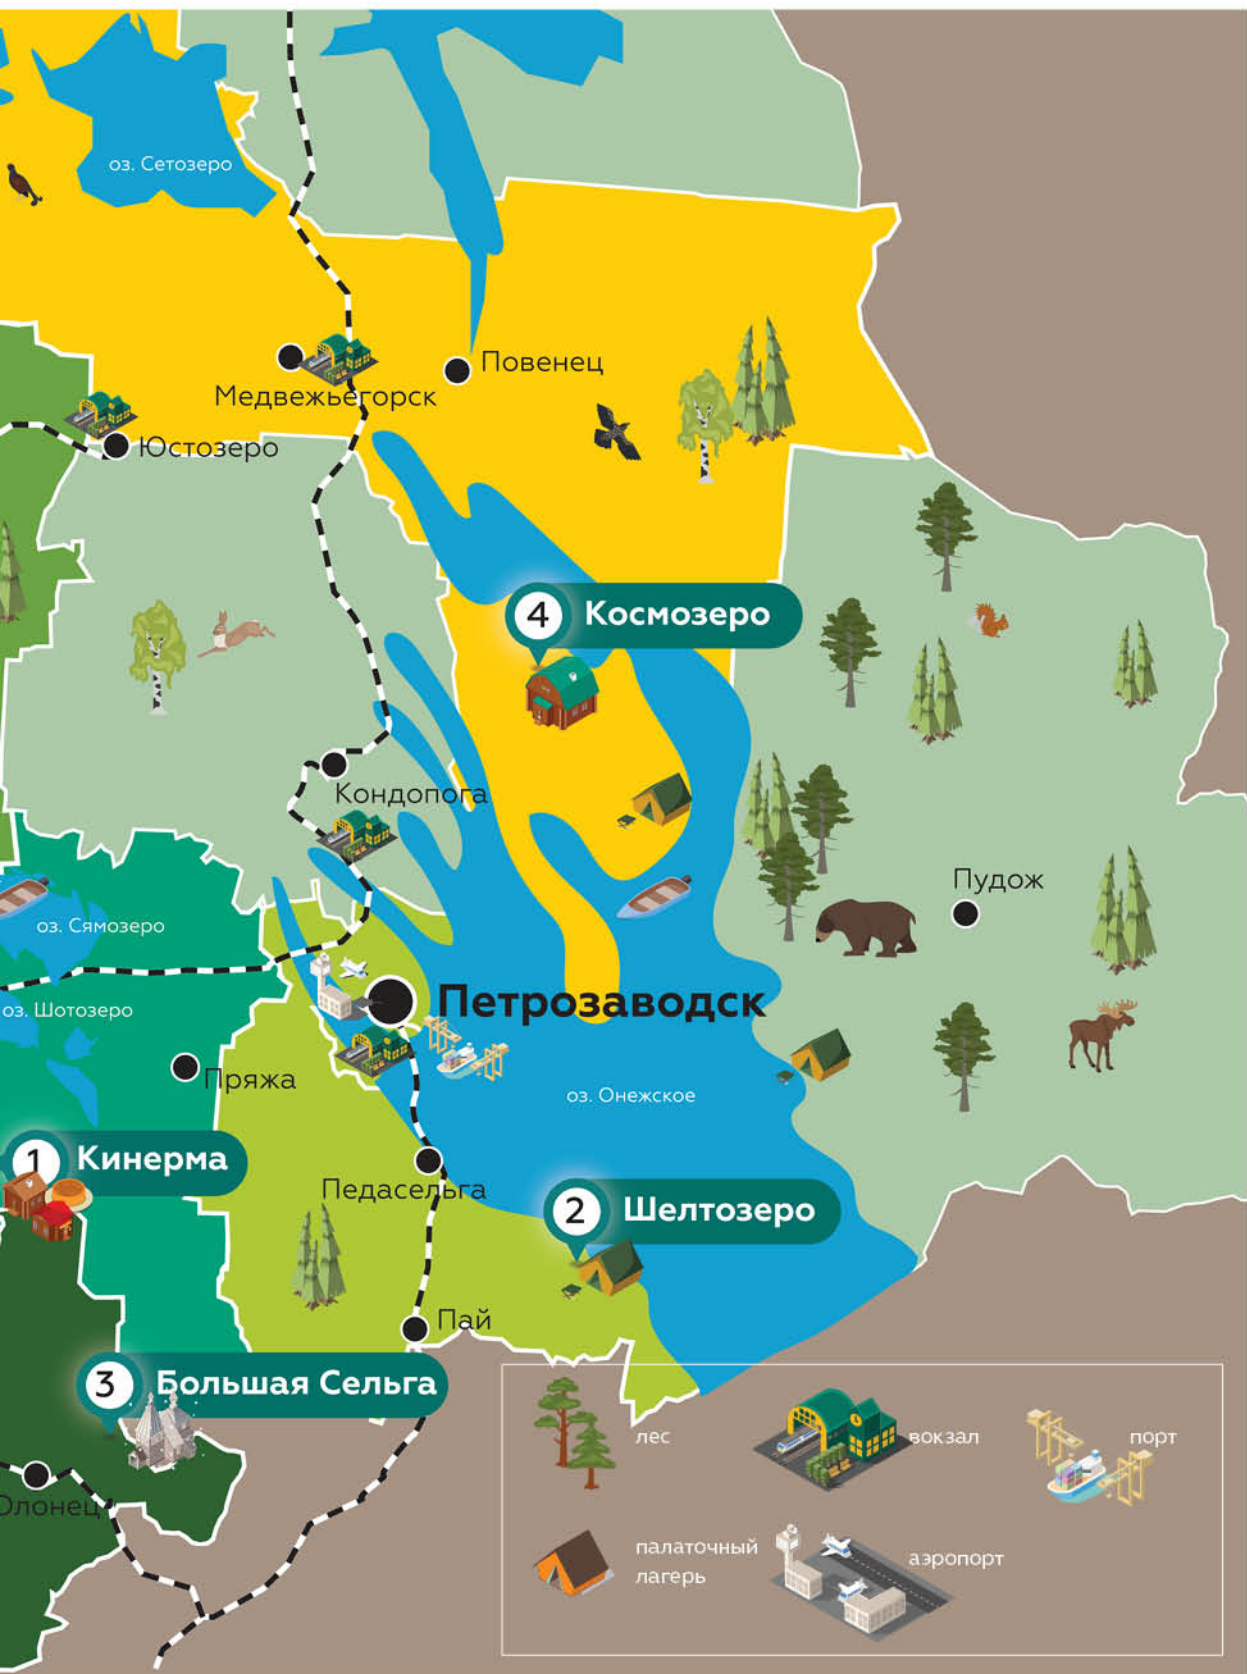 оз. Сетозеро
Повенец
Медвежьегорск
Юстозеро
4 Космозеро
Кондопога
Пудож
оз. Сямозеро
Петрозаводск
оз. Шотозеро
Пряжа
оз. Онежское
1 Кинерма
Педасельга
2 Шелтозеро
Пай
3 Большая Сельга
Олонец
лес
вокзал
порт
палаточный
лагерь
аэропорт